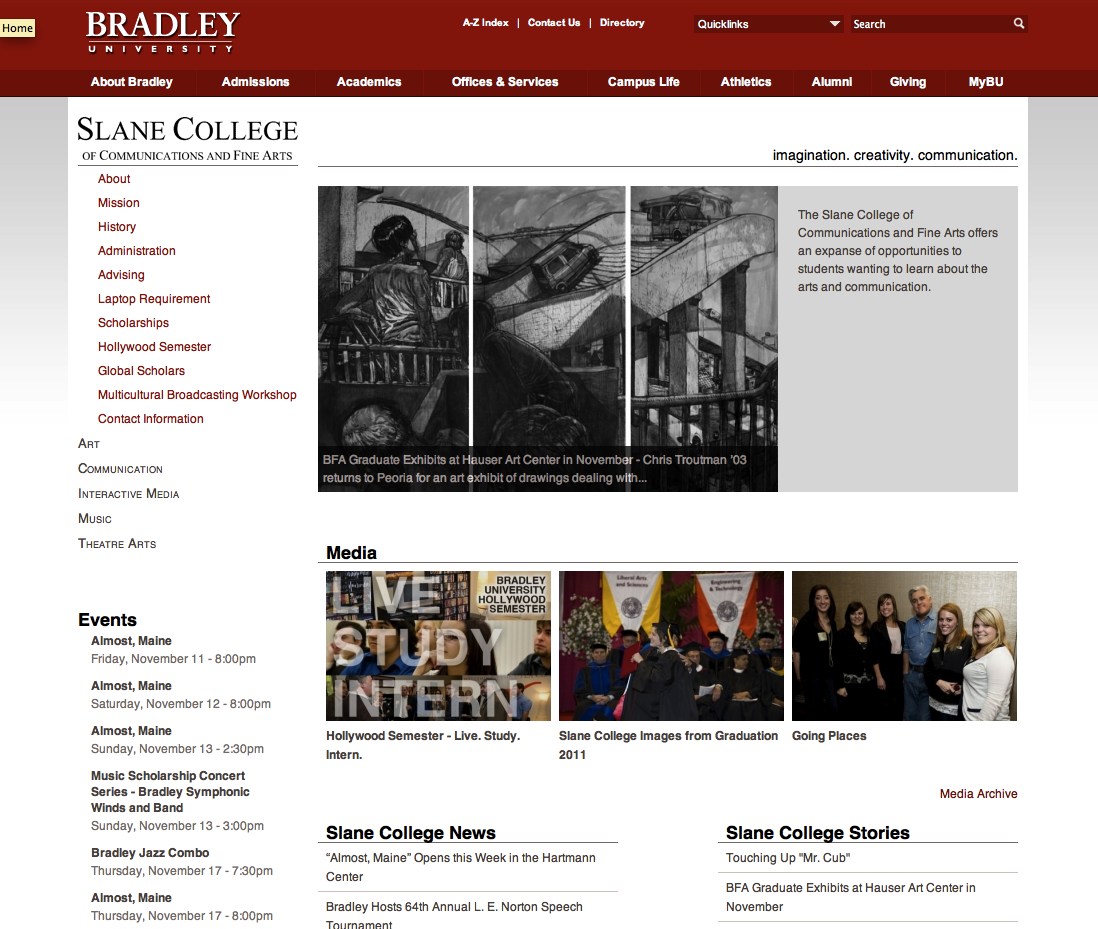 Home
BRADLEY
UNIVERSITY
A-Z Index | Contact Us | Directory
Quicklinks
Search
About Bradley
Admissions
Academics
Offices & Services
Campus Life
Athletics
Alumni
Giving
MyBU
SLANE COLLEGE
OF COMMUNICATIONS AND FINE ARTS
About
Mission
History
Administration
Advising
Laptop Requirement
Scholarships
Hollywood Semester
Global Scholars
Multicultural Broadcasting Workshop
Contact Information
ART
COMMUNICATION
INTERACTIVE MEDIA
MUSIC
THEATRE ARTS
Events
Almost, Maine
Friday, November 11 - 8:00pm
Almost, Maine
Saturday, November 12 - 8:00pm
Almost, Maine
Sunday, November 13 - 2:30pm
Music Scholarship Concert
Series - Bradley Symphonic
Winds and Band
Sunday, November 13 - 3:00pm
Bradley Jazz Combo
Thursday, November 17 - 7:30pm
Almost, Maine
Thursday, November 17 - 8:00pm
imagination. creativity. communication.
BFA Graduate Exhibits at Hauser Art Center in November - Chris Troutman '03
returns to Peoria for an art exhibit of drawings dealing with...
The Slane College of
Communications and Fine Arts offers
an expanse of opportunities to
students wanting to learn about the
arts and communication.
Media
LIVE
STUDY
INTERN
BRADLEY
UNIVERSITY
HOLLYWOOD
SEMESTER
Liberal Arts
and Sciences
Engineering
& Technology
Hollywood Semester - Live. Study.
Intern.
Slane College Images from Graduation
2011
Going Places
Media Archive
Slane College News
“Almost, Maine” Opens this Week in the Hartmann
Center
Bradley Hosts 64th Annual L. E. Norton Speech
Tournament
Slane College Stories
Touching Up "Mr. Cub"
BFA Graduate Exhibits at Hauser Art Center in
November